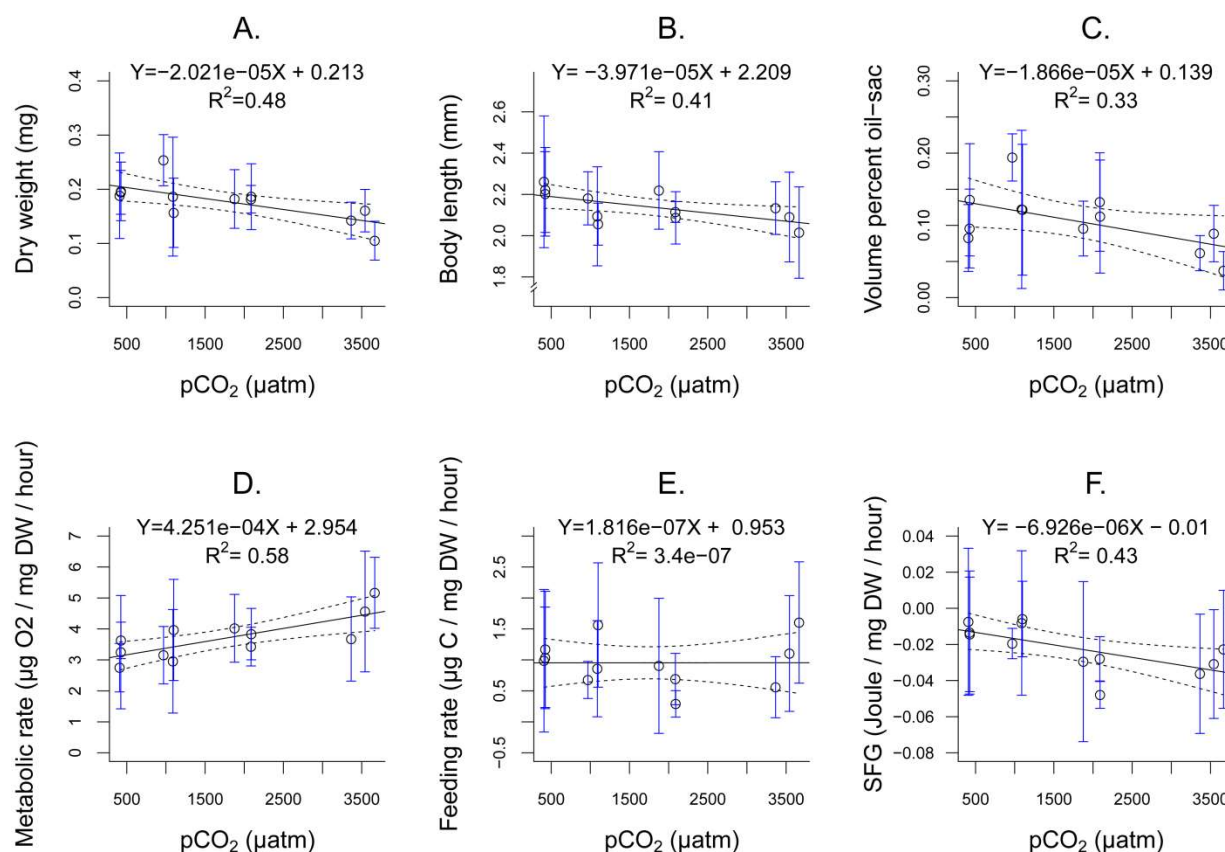 A.
Y=−2.021e−05X + 0.213
R²=0.48
Dry weight (mg)
0.4
0.3
0.2
0.1
0.0
500 1500 2500 3500
pCO₂ (µatm)
B.
Y= −3.971e−05X + 2.209
R²= 0.41
Body length (mm)
2.6
2.4
2.2
2.0
1.8
500 1500 2500 3500
pCO₂ (µatm)
C.
Y=−1.866e−05X + 0.139
R²= 0.33
Volume percent oil−sac
0.30
0.20
0.10
0.00
500 1500 2500 3500
pCO₂ (µatm)
D.
Y=4.251e−04X + 2.954
R²= 0.58
Metabolic rate (µg O2 / mg DW / hour)
7
6
5
4
3
2
1
0
500 1500 2500 3500
pCO₂ (µatm)
E.
Y=1.816e−07X + 0.953
R²= 3.4e−07
Feeding rate (µg C / mg DW / hour)
2.5
1.5
0.5
−0.5
500 1500 2500 3500
pCO₂ (µatm)
F.
Y= −6.926e−06X − 0.01
R²= 0.43
SFG (Joule / mg DW / hour)
0.04
0.02
0.00
−0.02
−0.04
−0.06
−0.08
500 1500 2500 3500
pCO₂ (µatm)